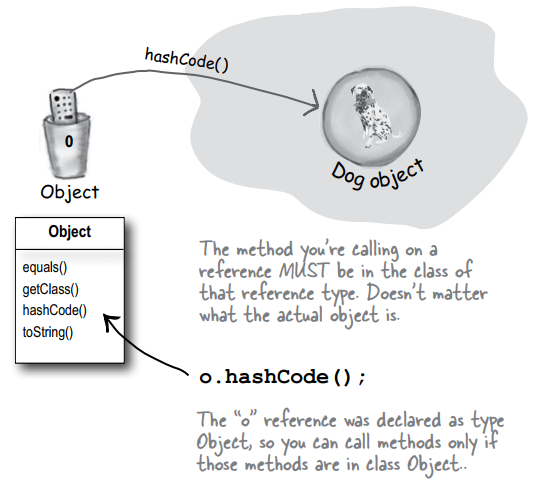 hashCode()
o
Object
Dog object
Object
equals()
getClass()
hashCode()
toString()
The method you're calling on a
reference MUST be in the class of
that reference type. Doesn't matter
what the actual object is.
o.hashCode();
The "o" reference was declared as type
Object, so you can call methods only if
those methods are in class Object..